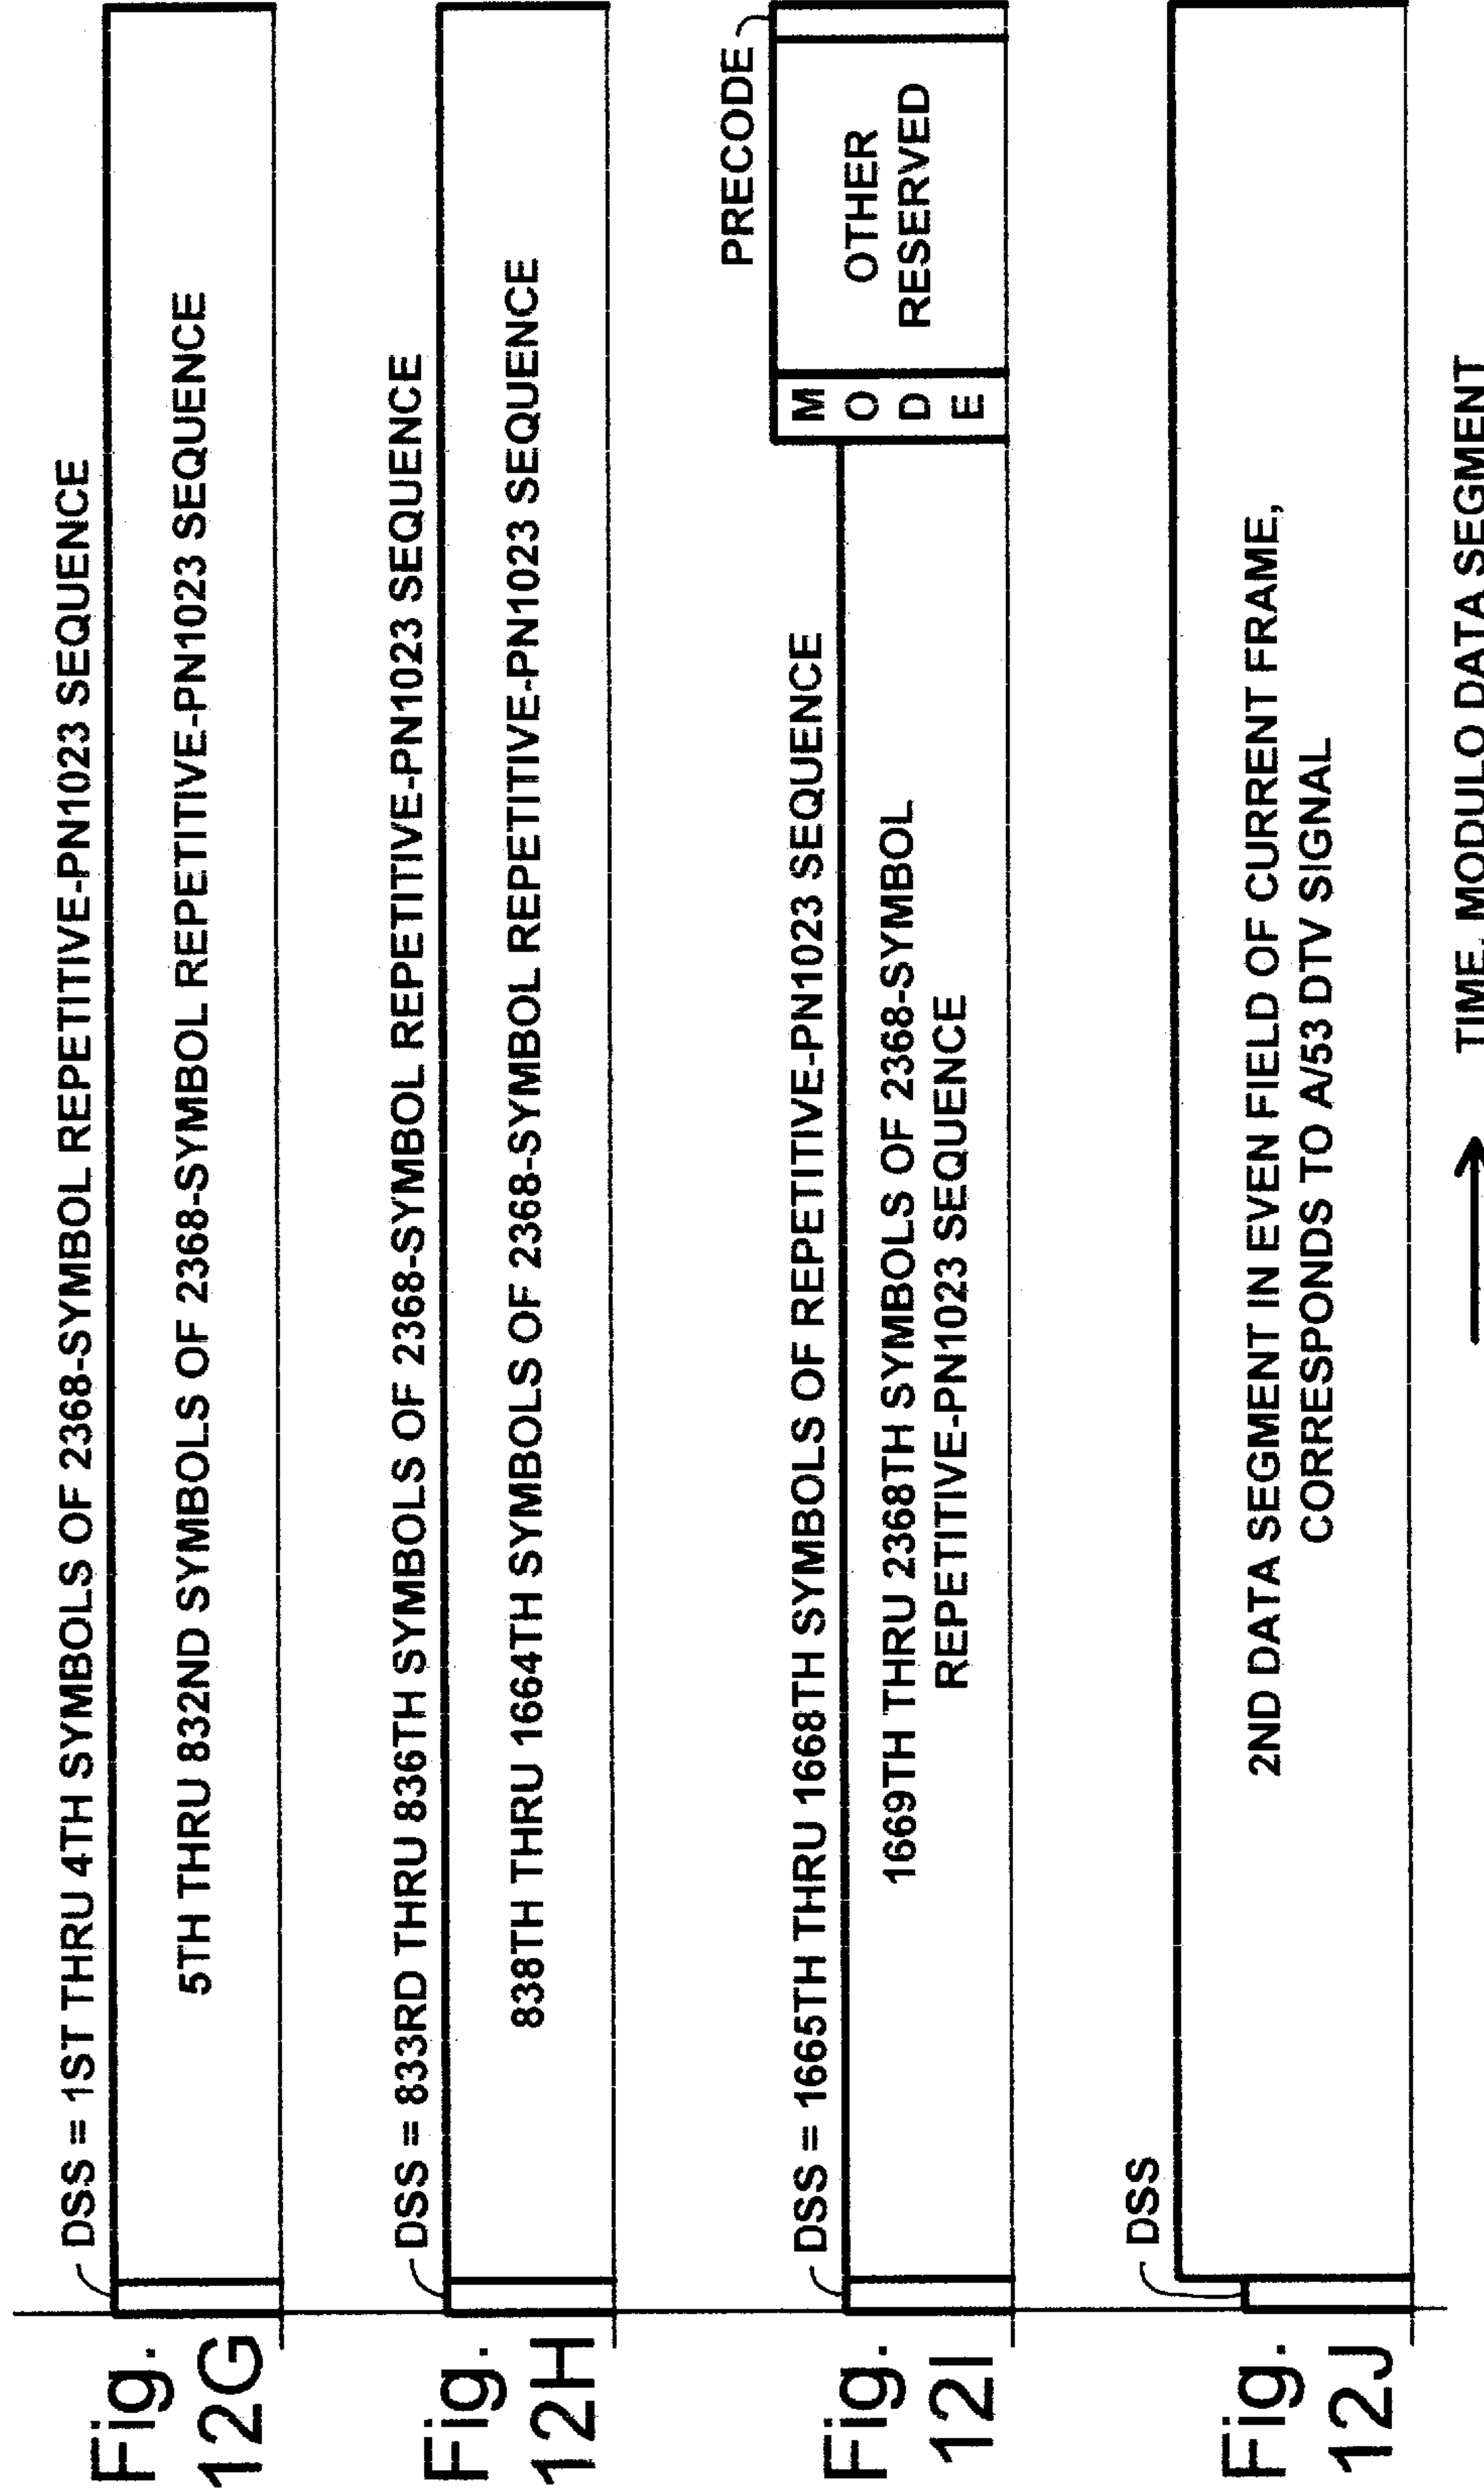 Fig. 12G
DSS = 1ST THRU 4TH SYMBOLS OF 2368-SYMBOL REPETITIVE-PN1023 SEQUENCE
5TH THRU 832ND SYMBOLS OF 2368-SYMBOL REPETITIVE-PN1023 SEQUENCE
Fig. 12H
DSS = 833RD THRU 836TH SYMBOLS OF 2368-SYMBOL REPETITIVE-PN1023 SEQUENCE
838TH THRU 1664TH SYMBOLS OF 2368-SYMBOL REPETITIVE-PN1023 SEQUENCE
Fig. 12I
DSS = 1665TH THRU 1668TH SYMBOLS OF REPETITIVE-PN1023 SEQUENCE
1669TH THRU 2368TH SYMBOLS OF 2368-SYMBOL
REPETITIVE-PN1023 SEQUENCE
MODE
OTHER
RESERVED
PRECODE
Fig. 12J
DSS
2ND DATA SEGMENT IN EVEN FIELD OF CURRENT FRAME,
CORRESPONDS TO A/53 DTV SIGNAL
TIME, MODULO DATA SEGMENT